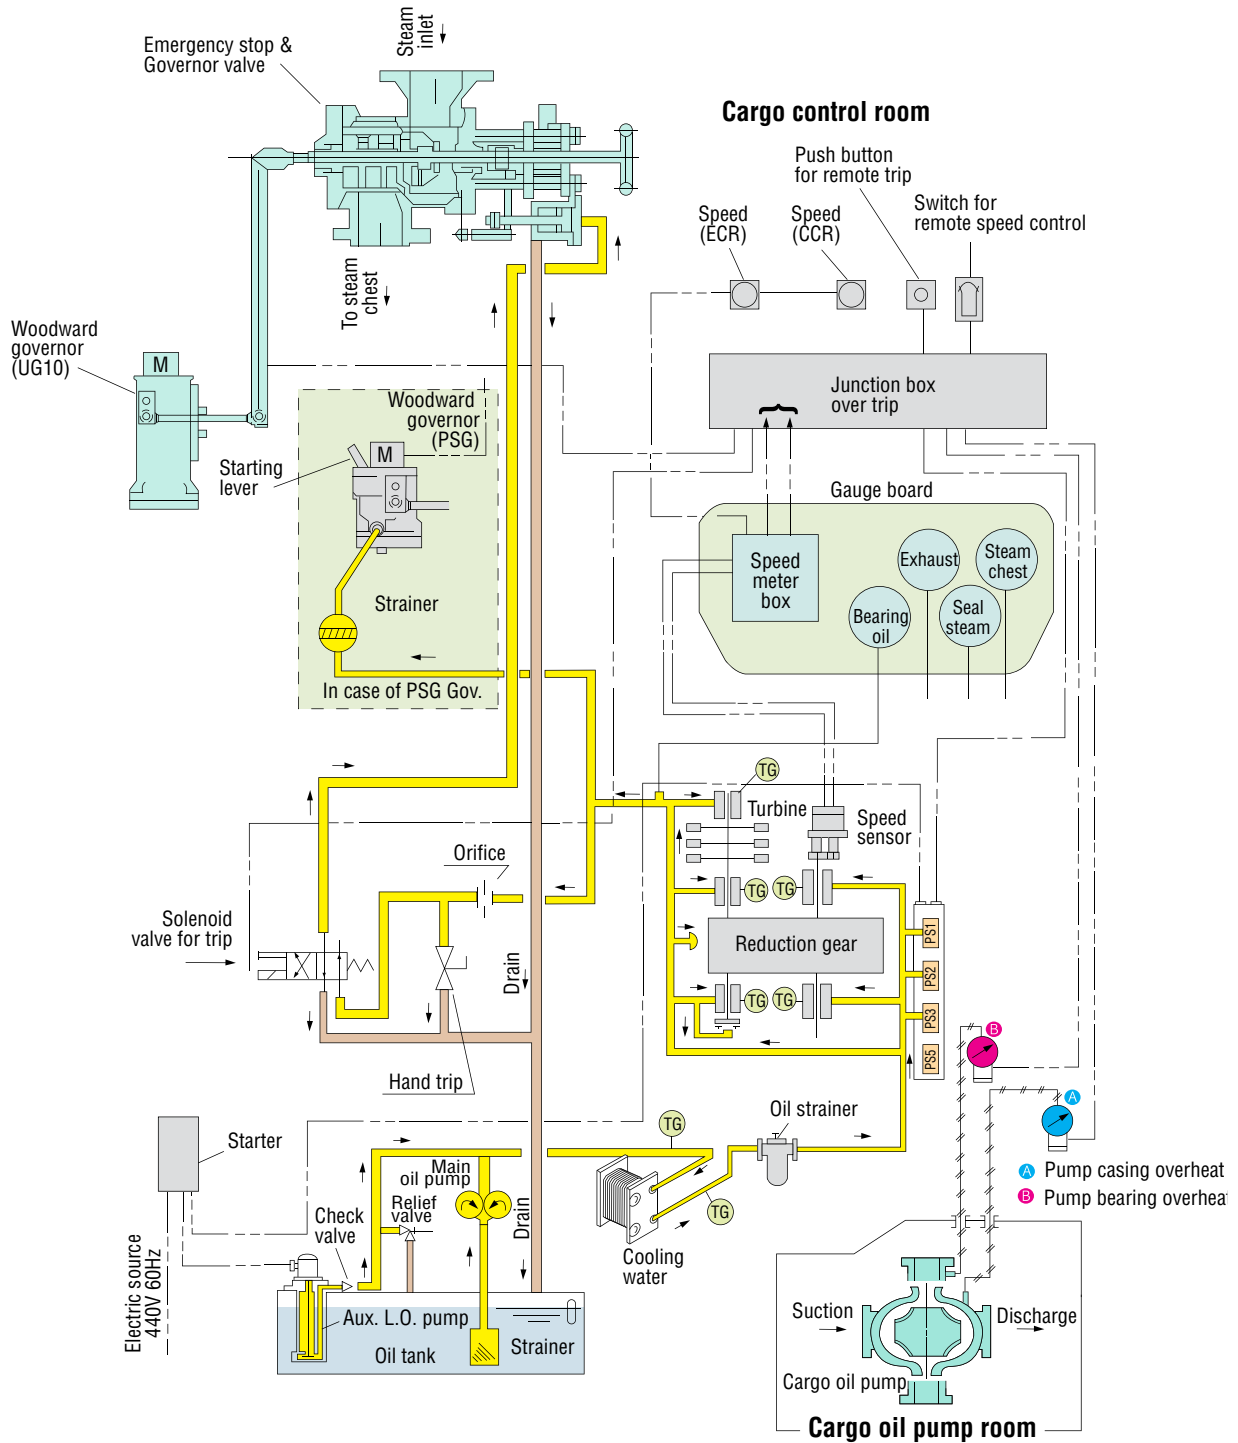 Steam
inlet
Emergency stop &
Governor valve
Cargo control room
Push button
for remote trip
Switch for
remote speed control
Speed
(ECR)
Speed
(CCR)
To steam
chest
Woodward
governor
(UG10)
M
Junction box
over trip
Woodward
governor
(PSG)
M
Starting
lever
Gauge board
Speed
meter
box
Exhaust
Steam
chest
Bearing
oil
Seal
steam
Strainer
In case of PSG Gov.
TG
Turbine
Speed
sensor
Orifice
TG
TG
Solenoid
valve for trip
Reduction gear
PS1
PS2
Drain
TG
TG
PS3
PS5
B
Hand trip
A
Oil strainer
TG
Starter
Main
oil pump
Relief
valve
Check
valve
Drain
TG
Cooling
water
A Pump casing overheat
B Pump bearing overheat
Electric source
440V 60Hz
Aux. L.O. pump
Oil tank
Strainer
Suction
Discharge
Cargo oil pump
Cargo oil pump room